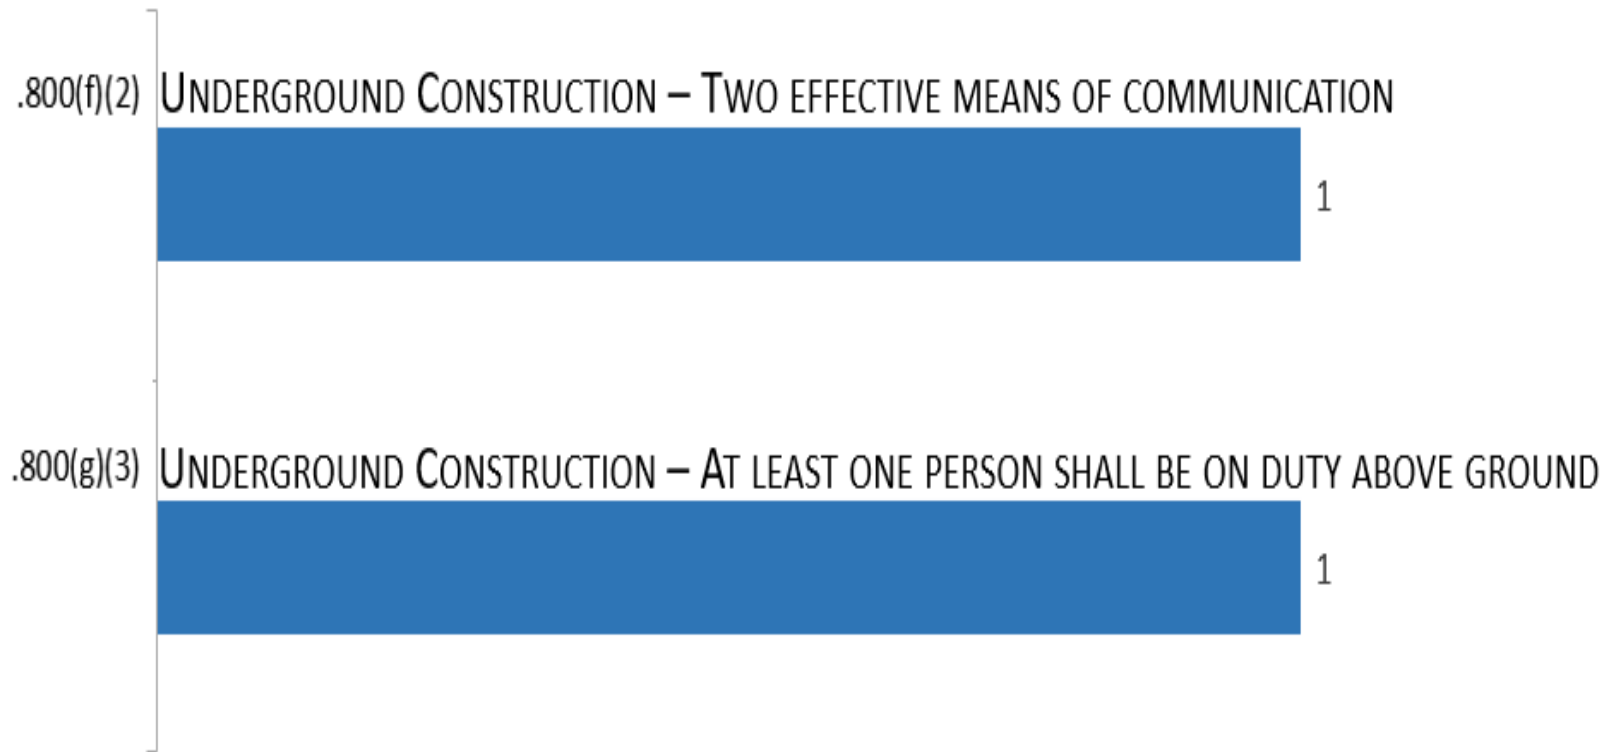 .800(f)(2) UNDERGROUND CONSTRUCTION – TWO EFFECTIVE MEANS OF COMMUNICATION
1
.800(g)(3) UNDERGROUND CONSTRUCTION – AT LEAST ONE PERSON SHALL BE ON DUTY ABOVE GROUND
1